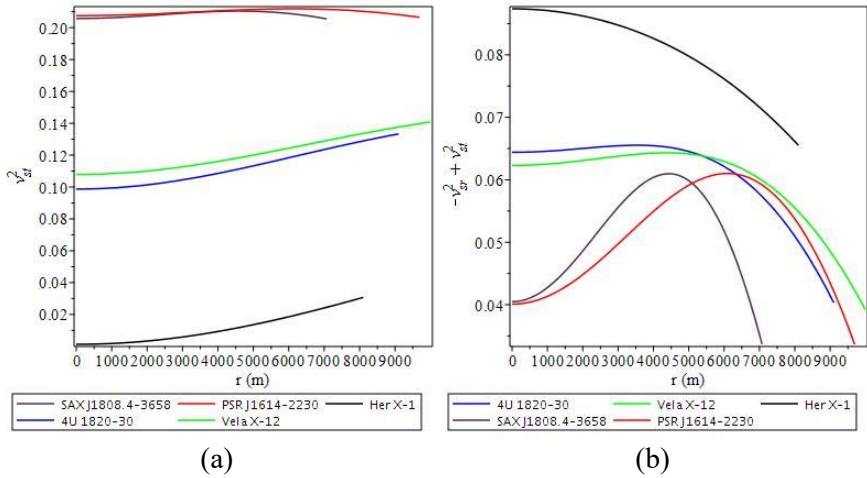 0.20
0.18
0.16
0.14
0.12
0.10
0.08
0.06
0.04
0.02
v²st
0 1000 2000 3000 4000 5000 6000 7000 8000 9000
r (m)
SAX J1808.4-3658 PSR J1614-2230 Her X-1
4U 1820-30 Vela X-12
(a)
0.08
0.07
0.06
0.05
0.04
-v²sr + v²st
0 1000 2000 3000 4000 5000 6000 7000 8000 9000
r (m)
4U 1820-30 Vela X-12 Her X-1
SAX J1808.4-3658 PSR J1614-2230
(b)